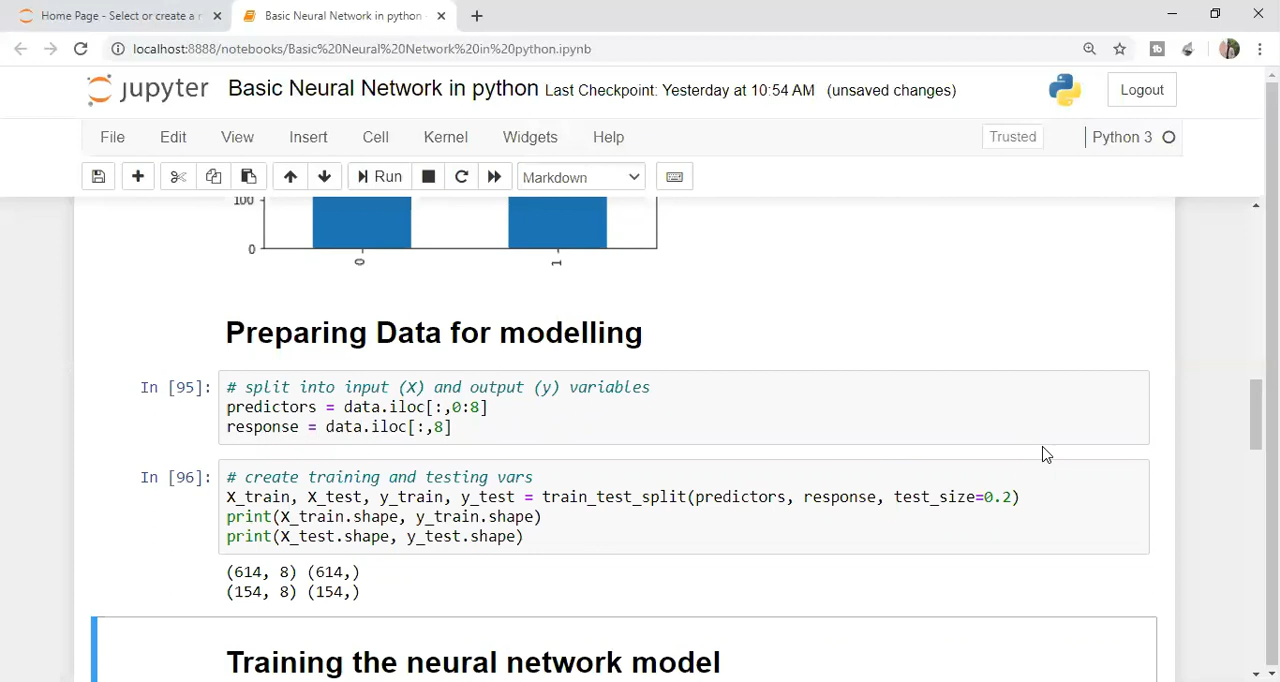 Home Page - Select or create a n
Basic Neural Network in python
localhost:8888/notebooks/Basic%20Neural%20Network%20in%20python.ipynb
jupyter Basic Neural Network in python Last Checkpoint: Yesterday at 10:54 AM (unsaved changes)
Logout
File Edit View Insert Cell Kernel Widgets Help
Trusted
Python 3
Run
Markdown
100
0
0 1
Preparing Data for modelling
In [95]: # split into input (X) and output (y) variables
predictors = data.iloc[:,0:8]
response = data.iloc[:,8]
In [96]: # create training and testing vars
X_train, X_test, y_train, y_test = train_test_split(predictors, response, test_size=0.2)
print(X_train.shape, y_train.shape)
print(X_test.shape, y_test.shape)
(614, 8) (614,)
(154, 8) (154,)
Training the neural network model